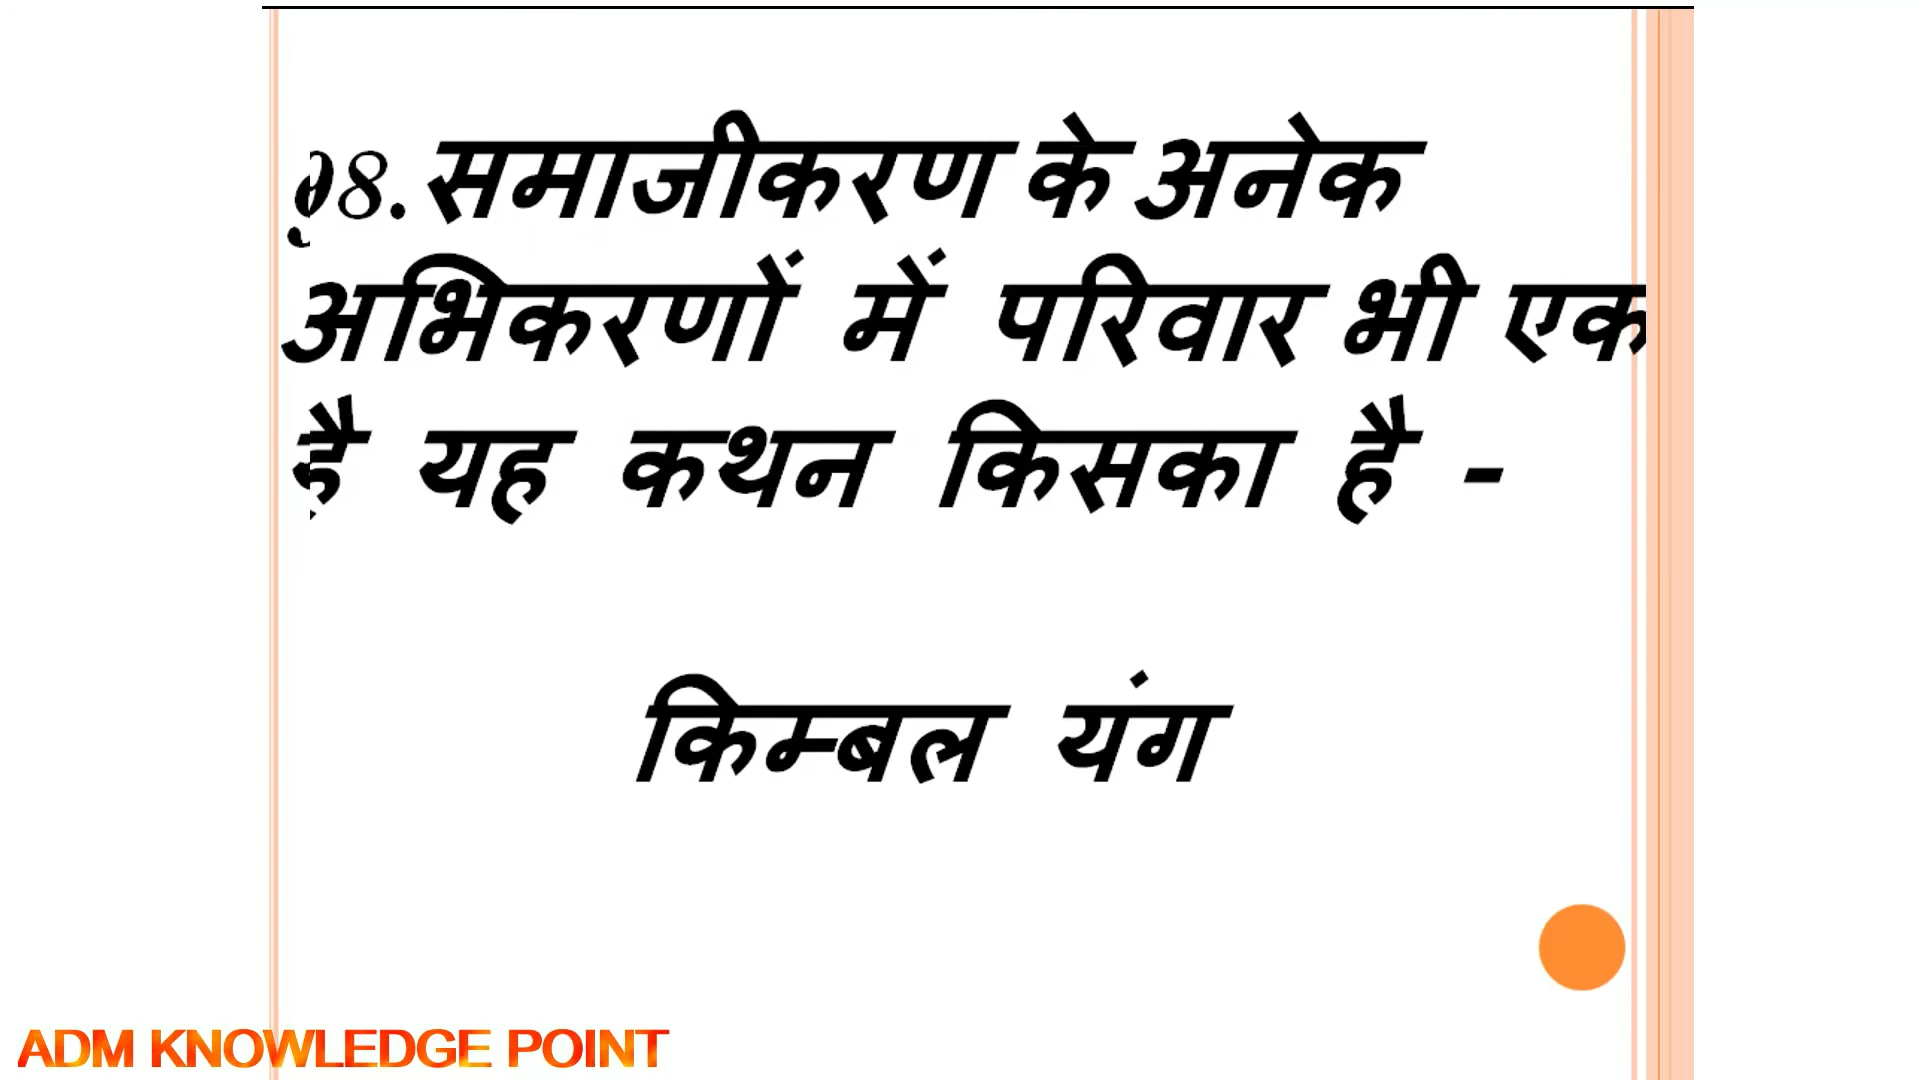 98.समाजीकरण के अनेक
अभिकरणों में परिवार भी एक
है यह कथन किसका है -
किम्बल यंग
ADM KNOWLEDGE POINT